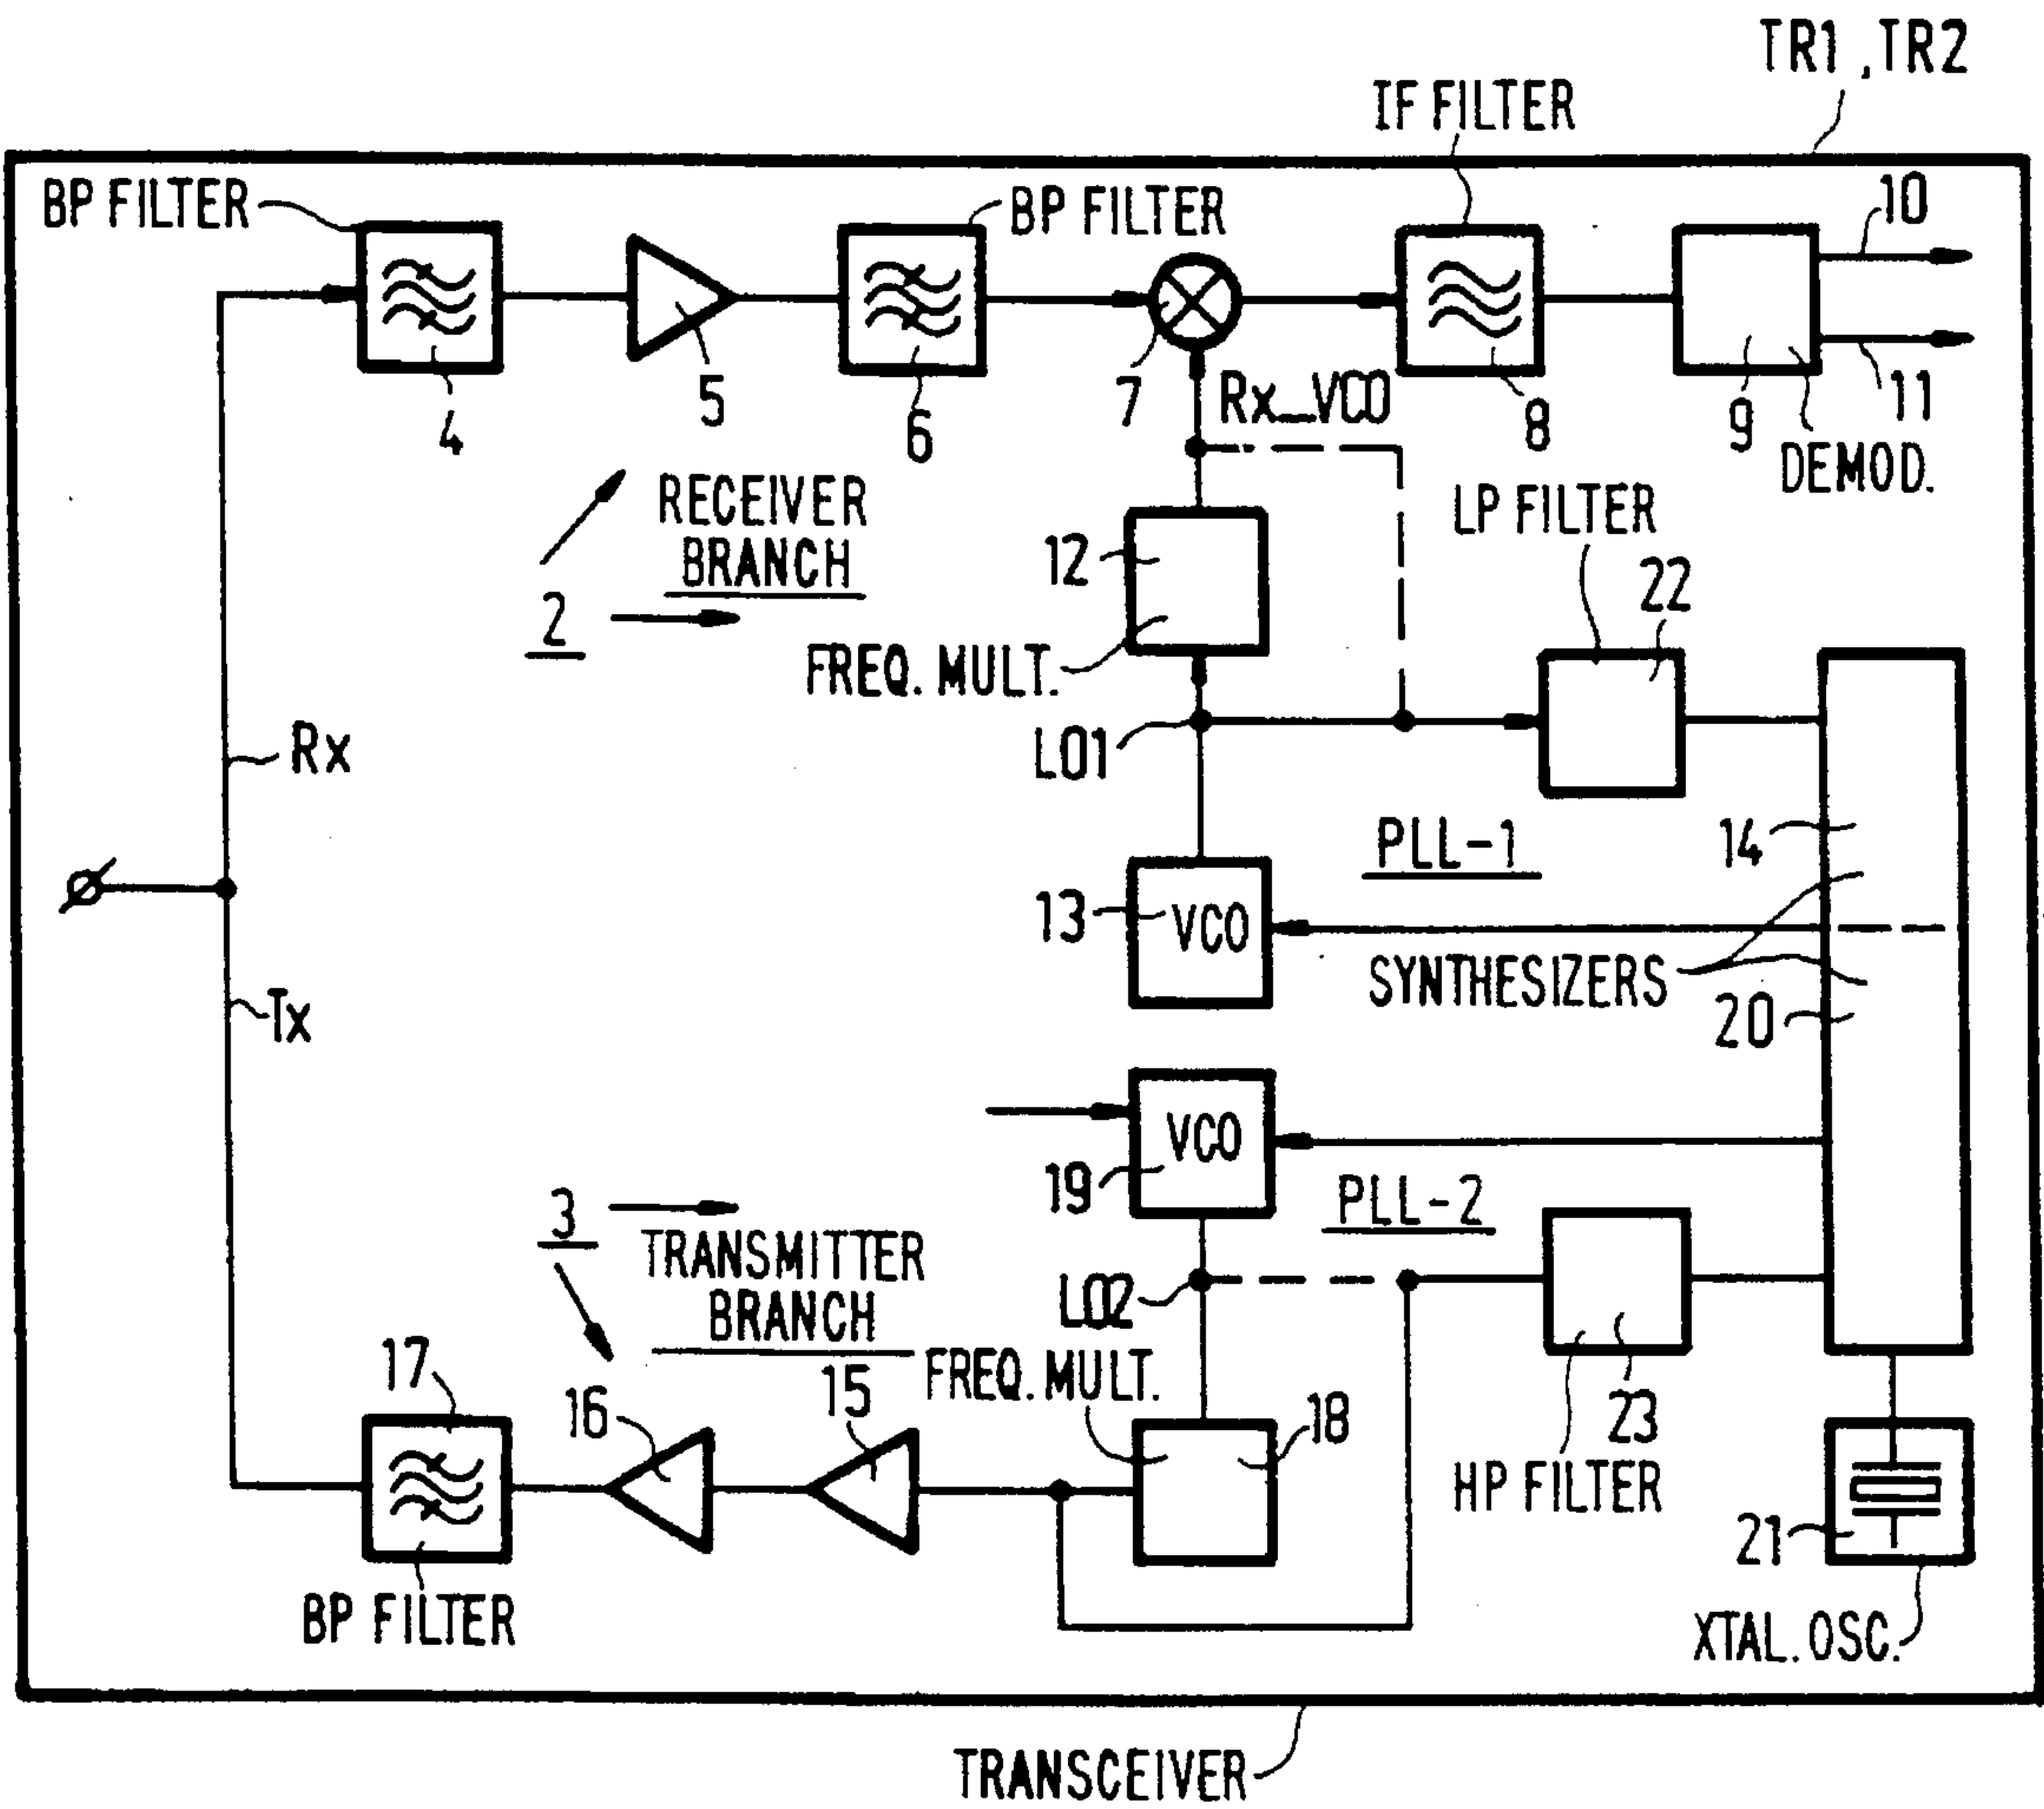 TR1, TR2
IF FILTER
BP FILTER
BP FILTER
10
4
5
6
7
Rx_VCO
8
9
11
DEMOD.
RECEIVER
BRANCH
2
LP FILTER
12
22
FREQ. MULT.
LO1
Rx
PLL-1
14
13
VCO
SYNTHESIZERS
20
Tx
VCO
19
PLL-2
3
TRANSMITTER
BRANCH
LO2
17
16
15
FREQ. MULT.
18
23
HP FILTER
21
BP FILTER
XTAL. OSC.
TRANSCEIVER